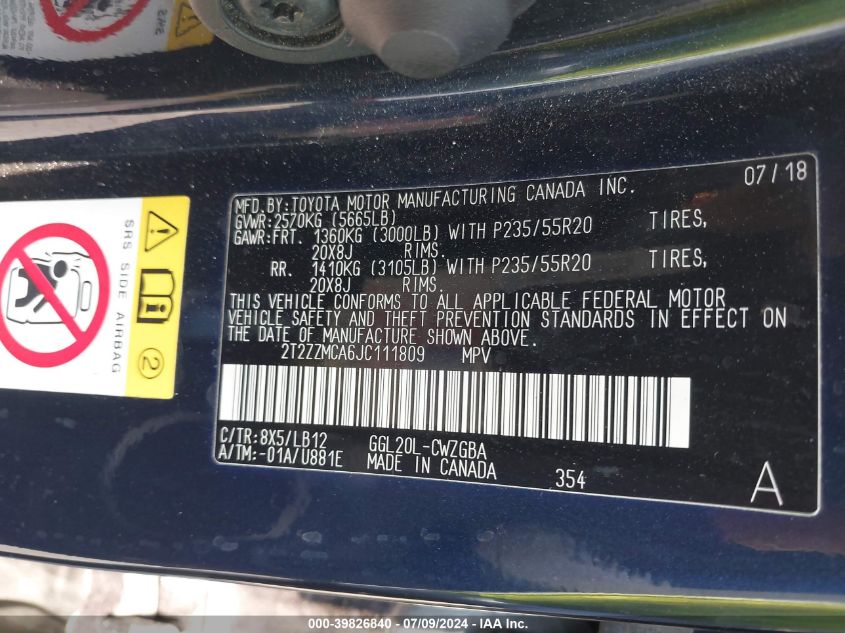 07/18
MFD.BY:TOYOTA MOTOR MANUFACTURING CANADA INC.
GVWR:2570KG (5665LB)
GAWR:FRT. 1360KG (3000LB) WITH P235/55R20 TIRES,
20X8J RIMS.
RR. 1410KG (3105LB) WITH P235/55R20 TIRES,
20X8J RIMS.
THIS VEHICLE CONFORMS TO ALL APPLICABLE FEDERAL MOTOR
VEHICLE SAFETY AND THEFT PREVENTION STANDARDS IN EFFECT ON
THE DATE OF MANUFACTURE SHOWN ABOVE.
2T2ZZMCA6JC111809 MPV
C/TR:8X5/LB12 GGL20L-CWZGBA
A/TM:-01A/U881E MADE IN CANADA 354
A
SRS SIDE AIRBAG
2
000-39826840 - 07/09/2024 - IAA Inc.